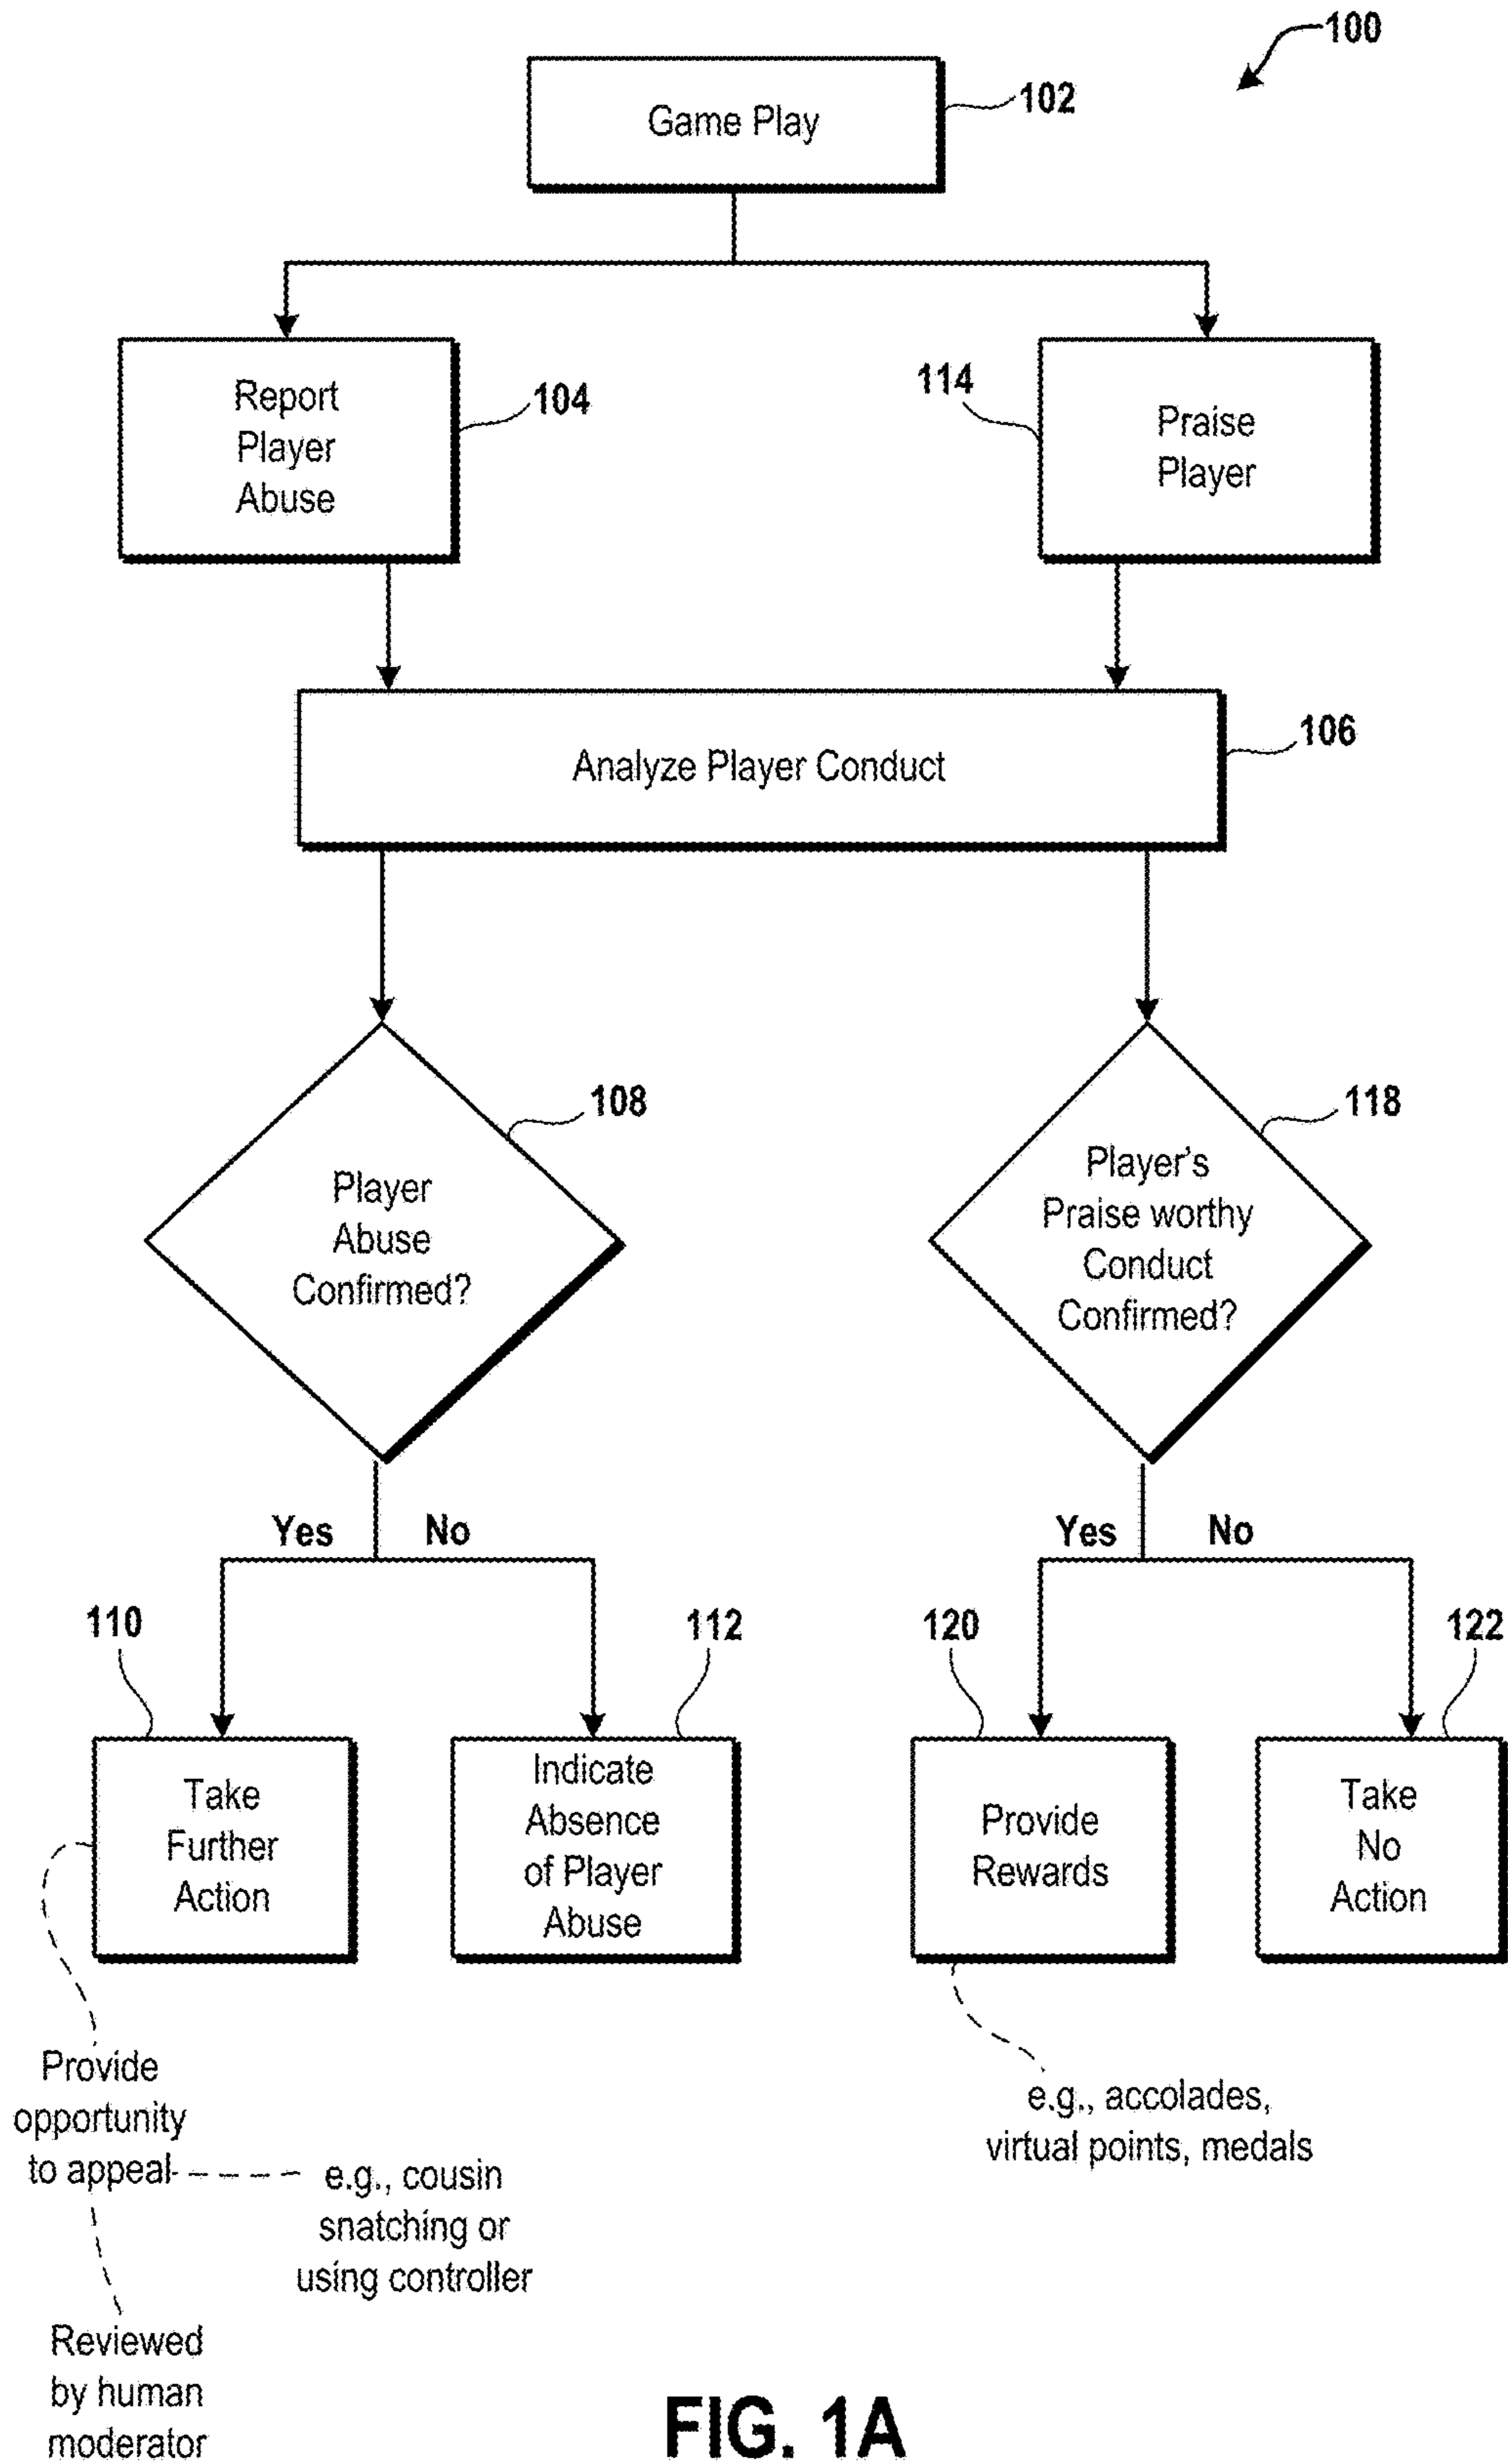 100
Game Play
102
Report
Player
Abuse
104
114
Praise
Player
Analyze Player Conduct
106
108
Player
Abuse
Confirmed?
118
Player's
Praise worthy
Conduct
Confirmed?
Yes
No
Yes
No
110
112
120
122
Take
Further
Action
Indicate
Absence
of Player
Abuse
Provide
Rewards
Take
No
Action
Provide
opportunity
to appeal
e.g., cousin
snatching or
using controller
Reviewed
by human
moderator
e.g., accolades,
virtual points, medals
FIG. 1A